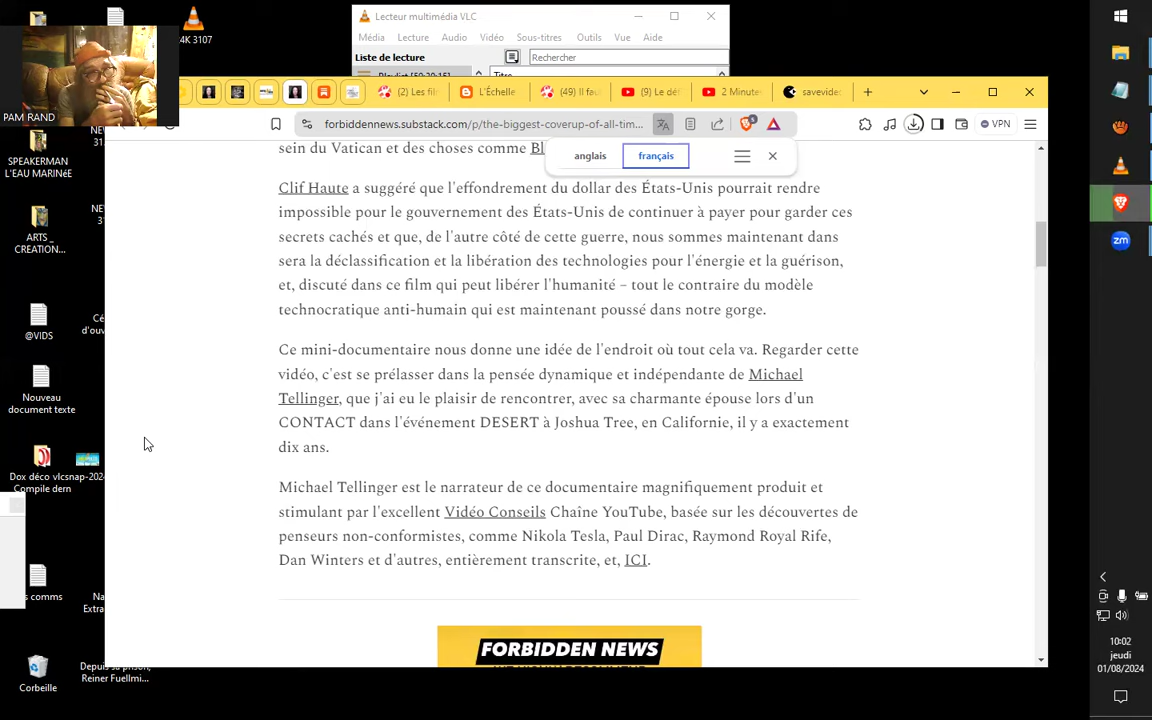 4K 3107
PAM RAND
SPEAKERMAN
L'EAU MARINéE
ARTS _
CREATION...
@VIDS
Nouveau
document texte
Dox déco vlcsnap-202
Compile dern
s comms
Corbeille
Depuis sa prison,
Reiner Fuellmi...
Lecteur multimédia VLC
Média Lecture Audio Vidéo Sous-titres Outils Vue Aide
Liste de lecture
Rechercher
Titre
(2) Les fil
L'Échelle
(49) Il fau
(9) Le déf
2 Minute
savevidec
forbiddennews.substack.com/p/the-biggest-coverup-of-all-tim...
VPN
anglais français
sein du Vatican et des choses comme Bl
Clif Haute a suggéré que l'effondrement du dollar des États-Unis pourrait rendre
impossible pour le gouvernement des États-Unis de continuer à payer pour garder ces
secrets cachés et que, de l'autre côté de cette guerre, nous sommes maintenant dans
sera la déclassification et la libération des technologies pour l'énergie et la guérison,
et, discuté dans ce film qui peut libérer l'humanité – tout le contraire du modèle
technocratique anti-humain qui est maintenant poussé dans notre gorge.
Ce mini-documentaire nous donne une idée de l'endroit où tout cela va. Regarder cette
vidéo, c'est se prélasser dans la pensée dynamique et indépendante de Michael
Tellinger, que j'ai eu le plaisir de rencontrer, avec sa charmante épouse lors d'un
CONTACT dans l'événement DESERT à Joshua Tree, en Californie, il y a exactement
dix ans.
Michael Tellinger est le narrateur de ce documentaire magnifiquement produit et
stimulant par l'excellent Vidéo Conseils Chaîne YouTube, basée sur les découvertes de
penseurs non-conformistes, comme Nikola Tesla, Paul Dirac, Raymond Royal Rife,
Dan Winters et d'autres, entièrement transcrite, et, ICI.
FORBIDDEN NEWS
zm
10:02
jeudi
01/08/2024